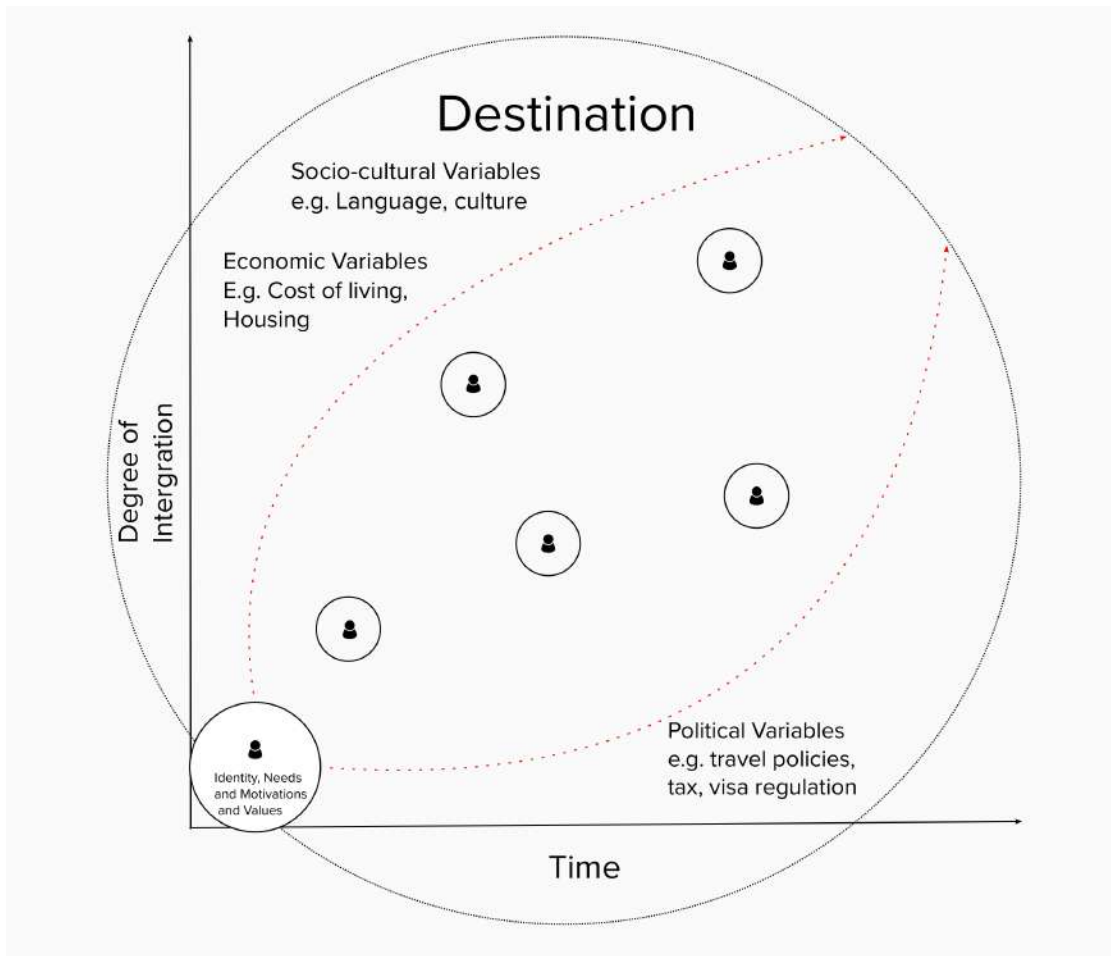 Destination
Socio-cultural Variables
e.g. Language, culture
Economic Variables
E.g. Cost of living,
Housing
Degree of
Intergration
Identity, Needs
and Motivations
and Values
Political Variables
e.g. travel policies,
tax, visa regulation
Time